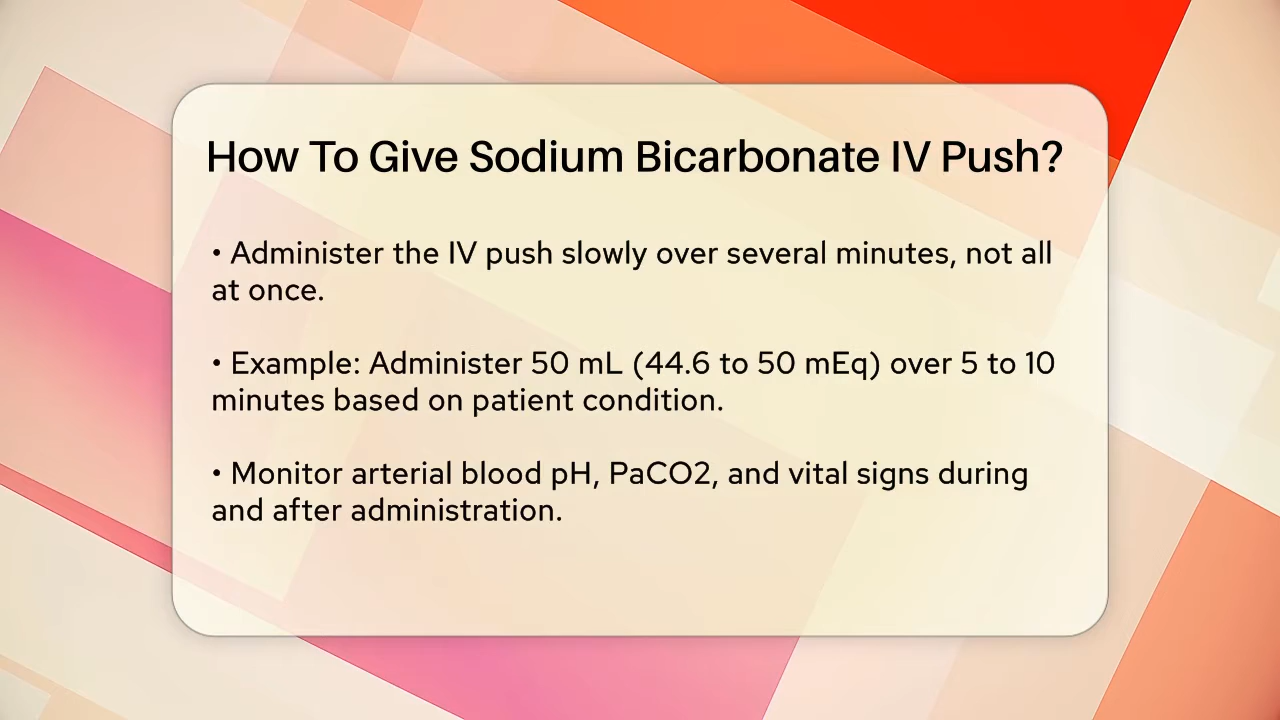 How To Give Sodium Bicarbonate IV Push?
• Administer the IV push slowly over several minutes, not all
at once.
• Example: Administer 50 mL (44.6 to 50 mEq) over 5 to 10
minutes based on patient condition.
• Monitor arterial blood pH, PaCO2, and vital signs during
and after administration.